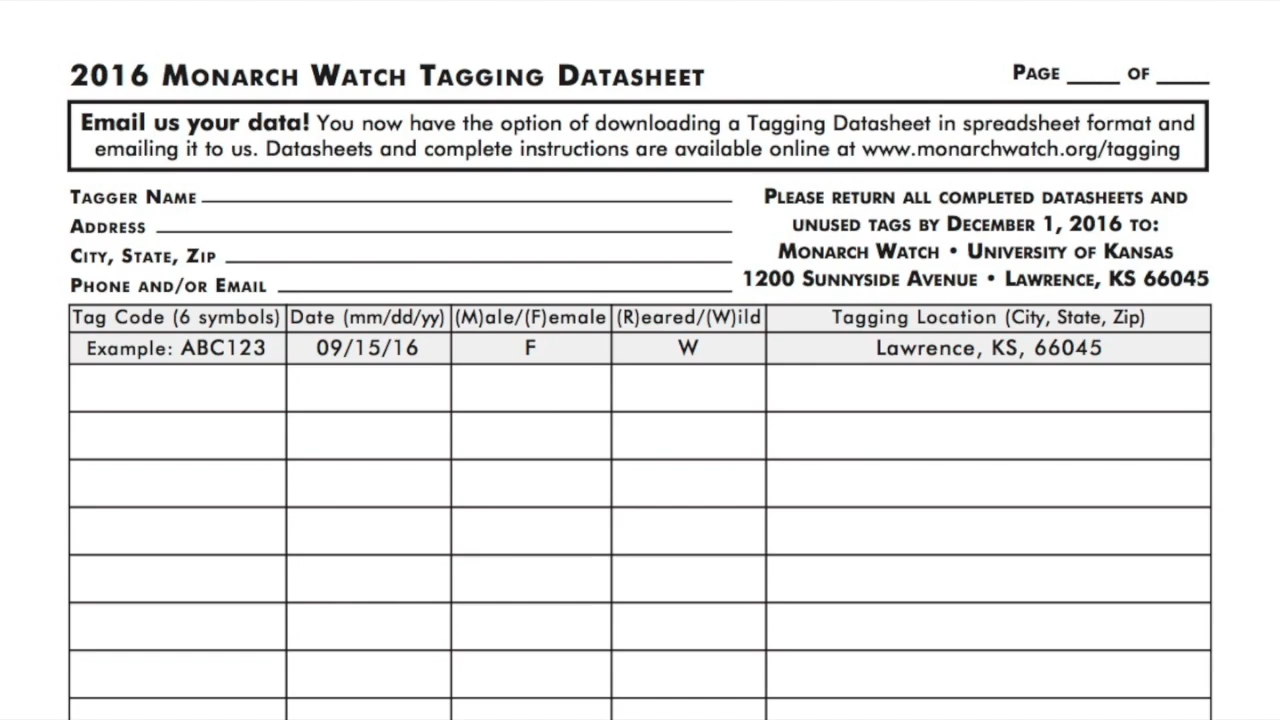 2016 Monarch Watch Tagging Datasheet
Page _____ of _____
Email us your data! You now have the option of downloading a Tagging Datasheet in spreadsheet format and
emailing it to us. Datasheets and complete instructions are available online at www.monarchwatch.org/tagging
Tagger Name
Address
City, State, Zip
Phone and/or Email
Please return all completed datasheets and
unused tags by December 1, 2016 to:
Monarch Watch • University of Kansas
1200 Sunnyside Avenue • Lawrence, KS 66045
Tag Code (6 symbols) Date (mm/dd/yy) (M)ale/(F)emale (R)eared/(W)ild Tagging Location (City, State, Zip)
Example: ABC123 09/15/16 F W Lawrence, KS, 66045